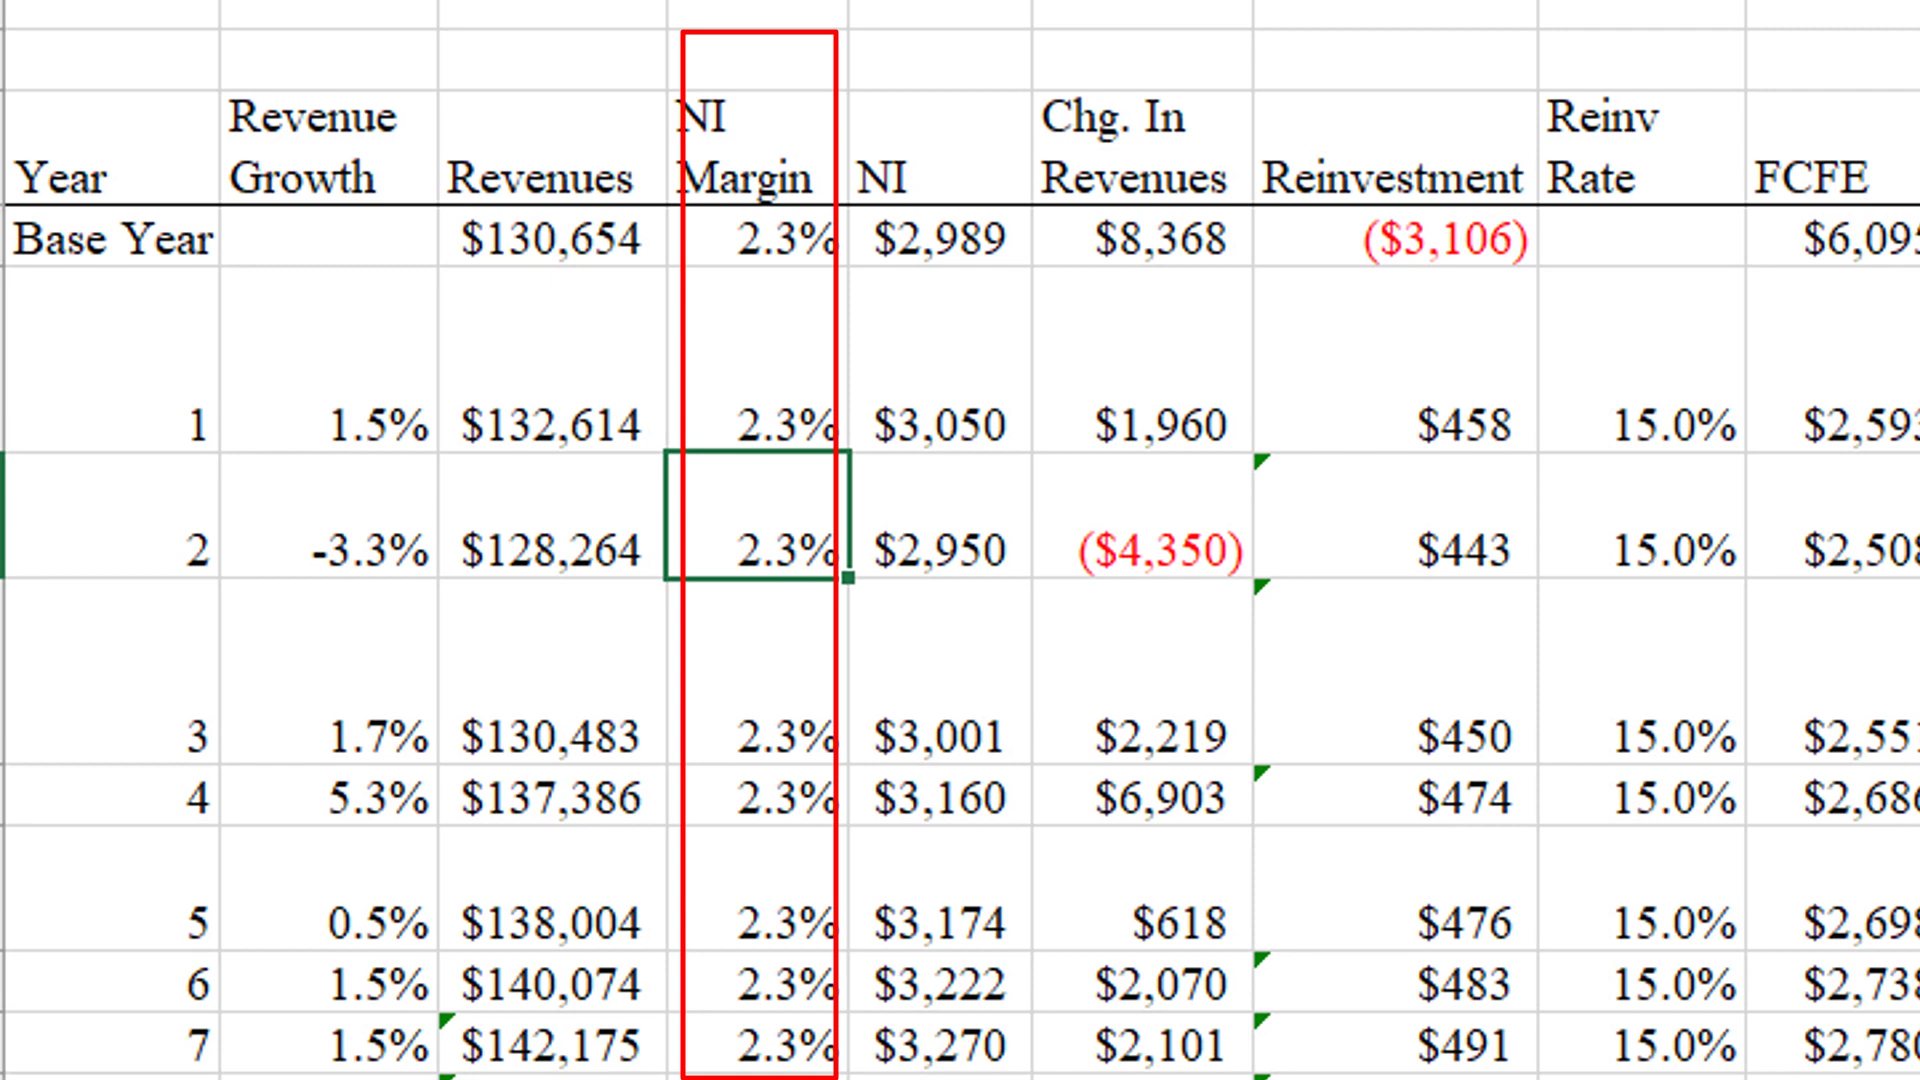 Revenue NI Chg. In Reinv
Year Growth Revenues Margin NI Revenues Reinvestment Rate FCFE
Base Year $130,654 2.3% $2,989 $8,368 ($3,106)
1 1.5% $132,614 2.3% $3,050 $1,960 $458 15.0%
2 -3.3% $128,264 2.3% $2,950 ($4,350) $443 15.0%
3 1.7% $130,483 2.3% $3,001 $2,219 $450 15.0%
4 5.3% $137,386 2.3% $3,160 $6,903 $474 15.0%
5 0.5% $138,004 2.3% $3,174 $618 $476 15.0%
6 1.5% $140,074 2.3% $3,222 $2,070 $483 15.0%
7 1.5% $142,175 2.3% $3,270 $2,101 $491 15.0%